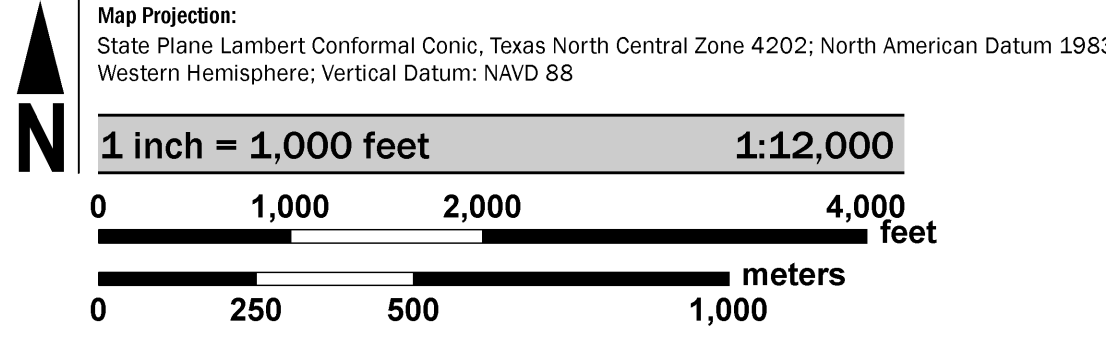 Map Projection:
State Plane Lambert Conformal Conic, Texas North Central Zone 4202; North American Datum 1983
Western Hemisphere; Vertical Datum: NAVD 88
N
1 inch = 1,000 feet 1:12,000
0 1,000 2,000 4,000
feet
meters
0 250 500 1,000